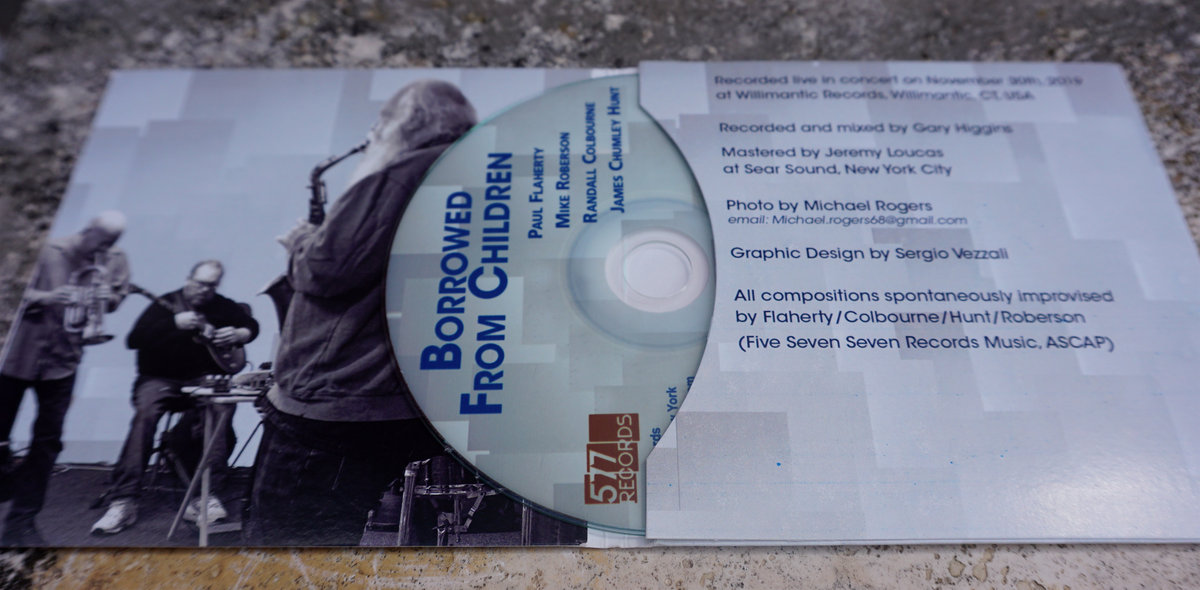 BORROWED
FROM CHILDREN
PAUL FLAHERTY
MIKE ROBERSON
RANDALL COLBOURNE
JAMES CHUMLEY HUNT
577
RECORDS
rds
York
m
Recorded live in concert on November 30th, 2019
at Willimantic Records, Willimantic, CT, USA
Recorded and mixed by Gary Higgins
Mastered by Jeremy Loucas
at Sear Sound, New York City
Photo by Michael Rogers
email: Michael.rogers68@gmail.com
Graphic Design by Sergio Vezzali
All compositions spontaneously improvised
by Flaherty/Colbourne/Hunt/Roberson
(Five Seven Seven Records Music, ASCAP)